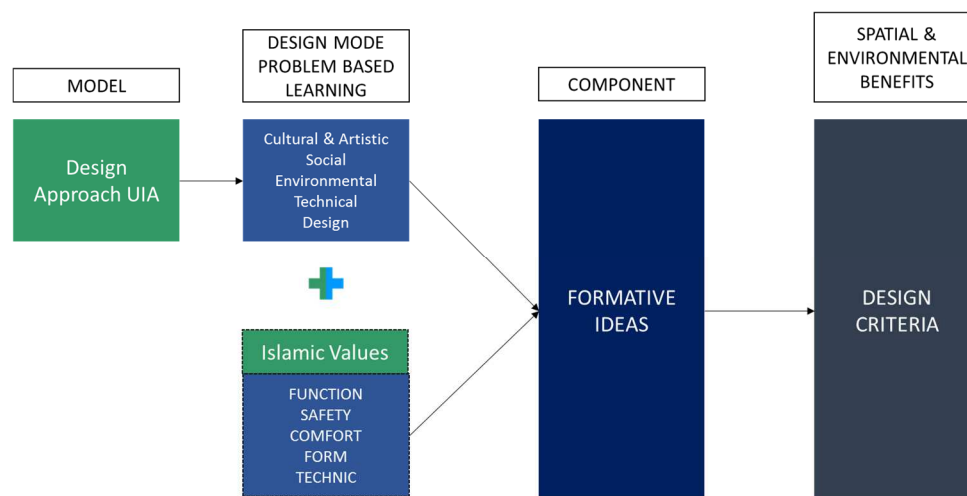 MODEL
DESIGN MODE
PROBLEM BASED
LEARNING
COMPONENT
SPATIAL &
ENVIRONMENTAL
BENEFITS
Design
Approach UIA
Cultural & Artistic
Social
Environmental
Technical
Design
Islamic Values
FUNCTION
SAFETY
COMFORT
FORM
TECHNIC
FORMATIVE
IDEAS
DESIGN
CRITERIA